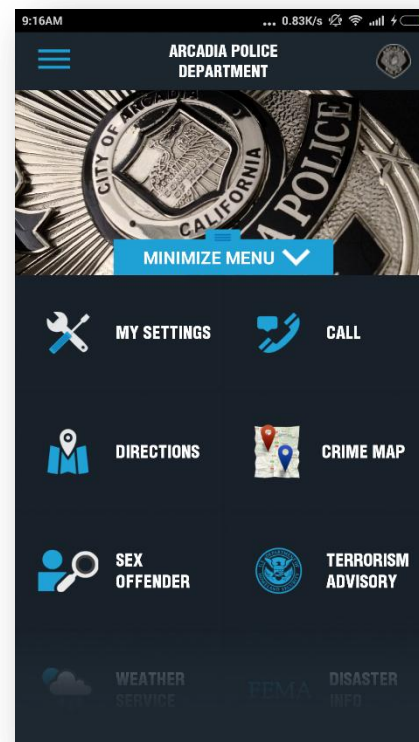 9:16AM
... 0.83K/s
ARCADIA POLICE
DEPARTMENT
CITY OF ARCADIA
CALIFORNIA
POLICE
MINIMIZE MENU
MY SETTINGS
CALL
DIRECTIONS
CRIME MAP
SEX
OFFENDER
TERRORISM
ADVISORY
WEATHER
SERVICE
FEMA
DISASTER
INFO